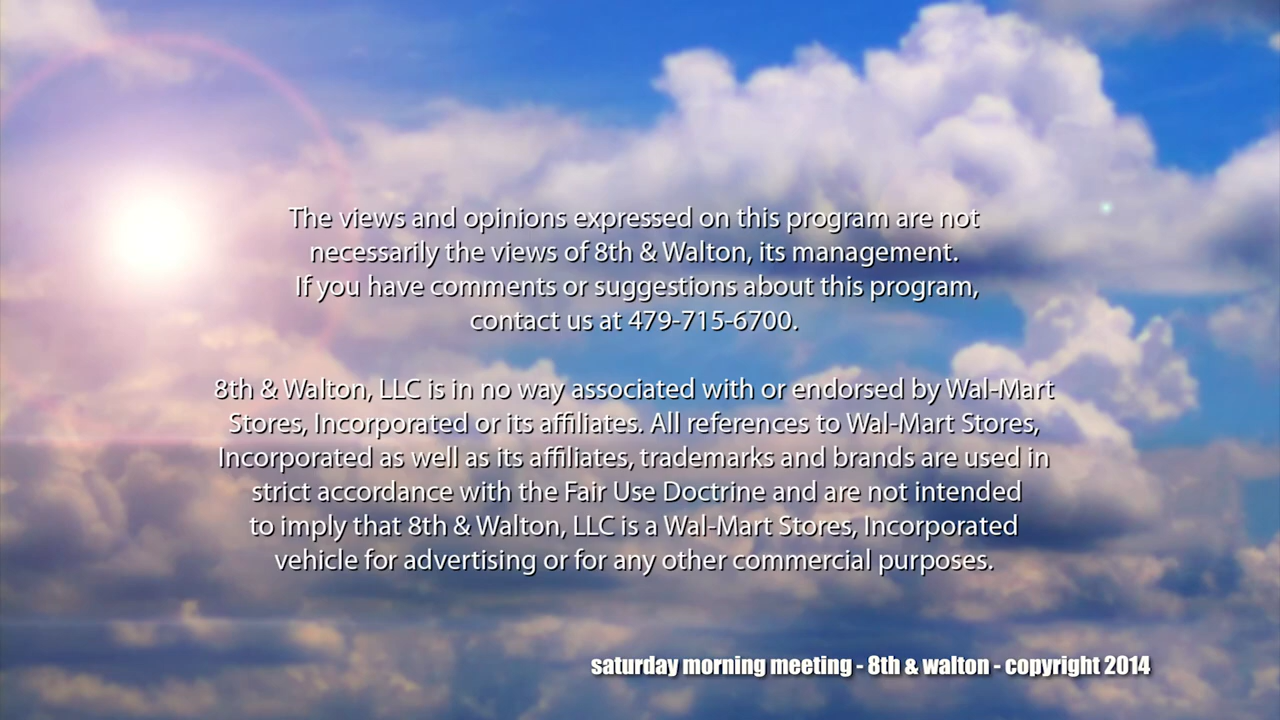 The views and opinions expressed on this program are not
necessarily the views of 8th & Walton, its management.
If you have comments or suggestions about this program,
contact us at 479-715-6700.
8th & Walton, LLC is in no way associated with or endorsed by Wal-Mart
Stores, Incorporated or its affiliates. All references to Wal-Mart Stores,
Incorporated as well as its affiliates, trademarks and brands are used in
strict accordance with the Fair Use Doctrine and are not intended
to imply that 8th & Walton, LLC is a Wal-Mart Stores, Incorporated
vehicle for advertising or for any other commercial purposes.
saturday morning meeting - 8th & walton - copyright 2014